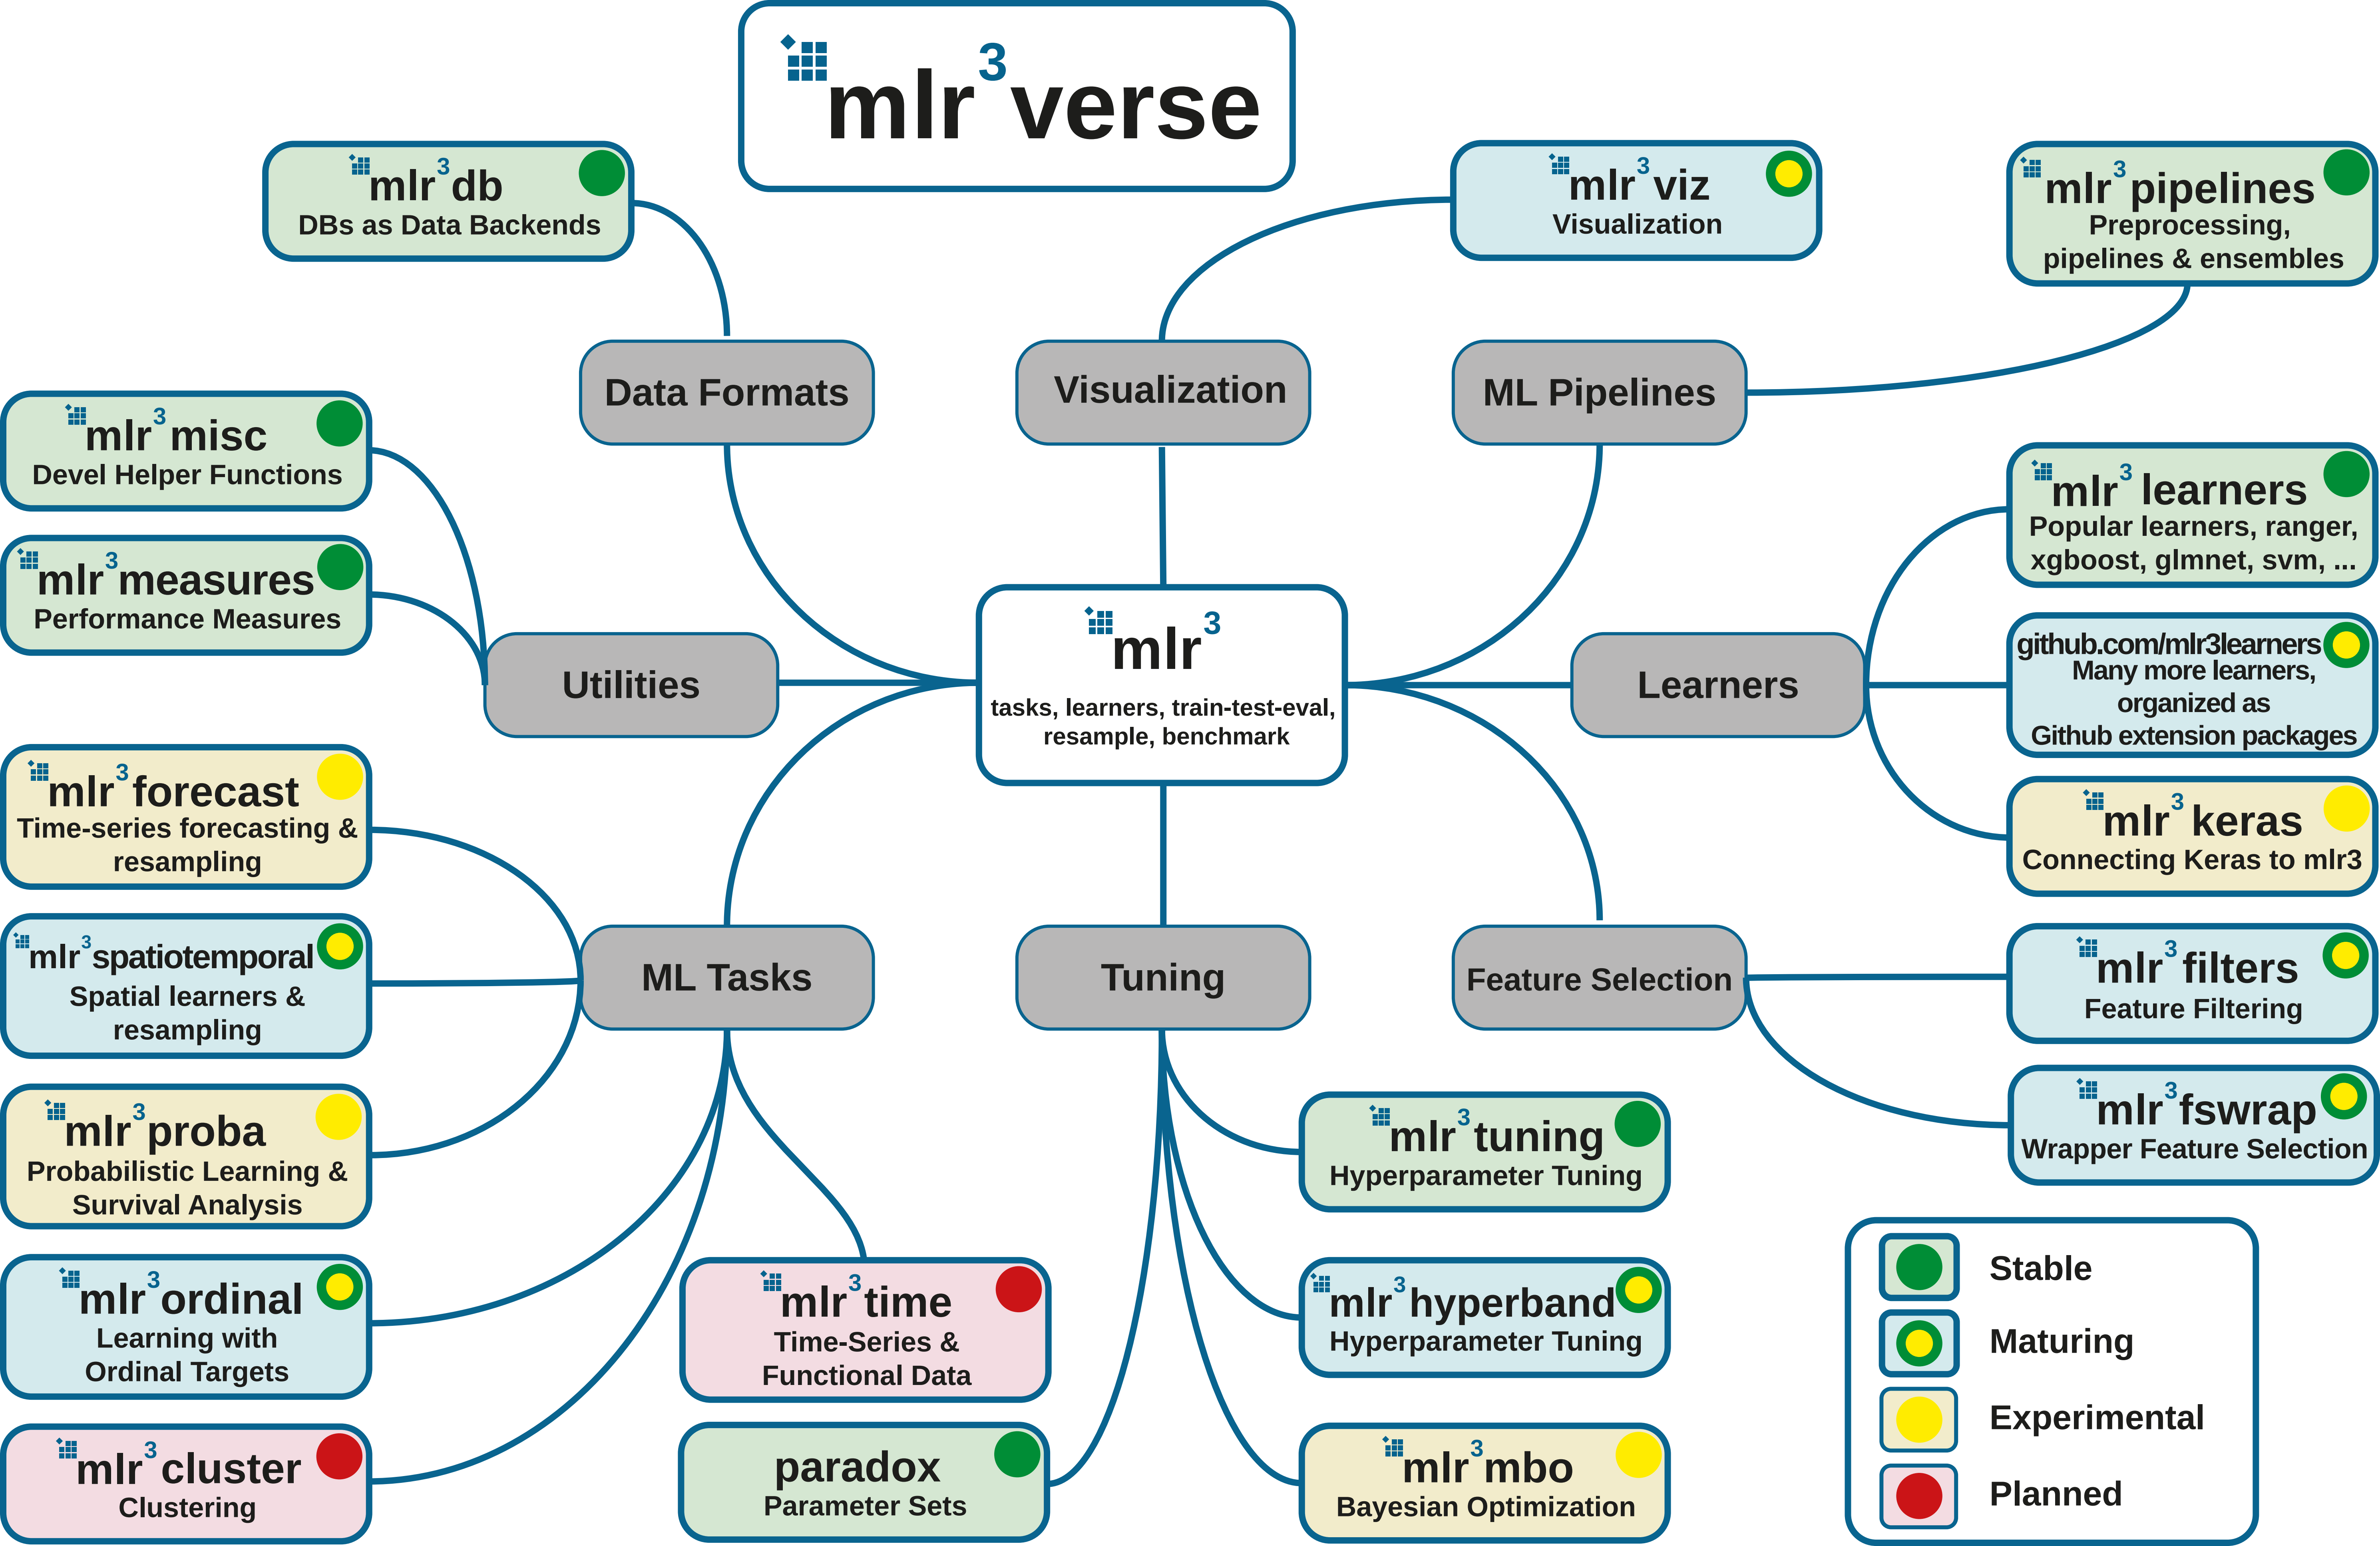 mlr3verse
mlr3db
DBs as Data Backends
mlr3viz
Visualization
mlr3pipelines
Preprocessing,
pipelines & ensembles
Data Formats
Visualization
ML Pipelines
mlr3misc
Devel Helper Functions
mlr3measures
Performance Measures
mlr3learners
Popular learners, ranger,
xgboost, glmnet, svm, ...
Utilities
mlr3
tasks, learners, train-test-eval,
resample, benchmark
Learners
github.com/mlr3learners
Many more learners,
organized as
Github extension packages
mlr3forecast
Time-series forecasting &
resampling
mlr3keras
Connecting Keras to mlr3
mlr3spatiotemporal
Spatial learners &
resampling
ML Tasks
Tuning
Feature Selection
mlr3filters
Feature Filtering
mlr3proba
Probabilistic Learning &
Survival Analysis
mlr3tuning
Hyperparameter Tuning
mlr3fswrap
Wrapper Feature Selection
mlr3ordinal
Learning with
Ordinal Targets
mlr3time
Time-Series &
Functional Data
mlr3hyperband
Hyperparameter Tuning
mlr3cluster
Clustering
paradox
Parameter Sets
mlr3mbo
Bayesian Optimization
Stable
Maturing
Experimental
Planned